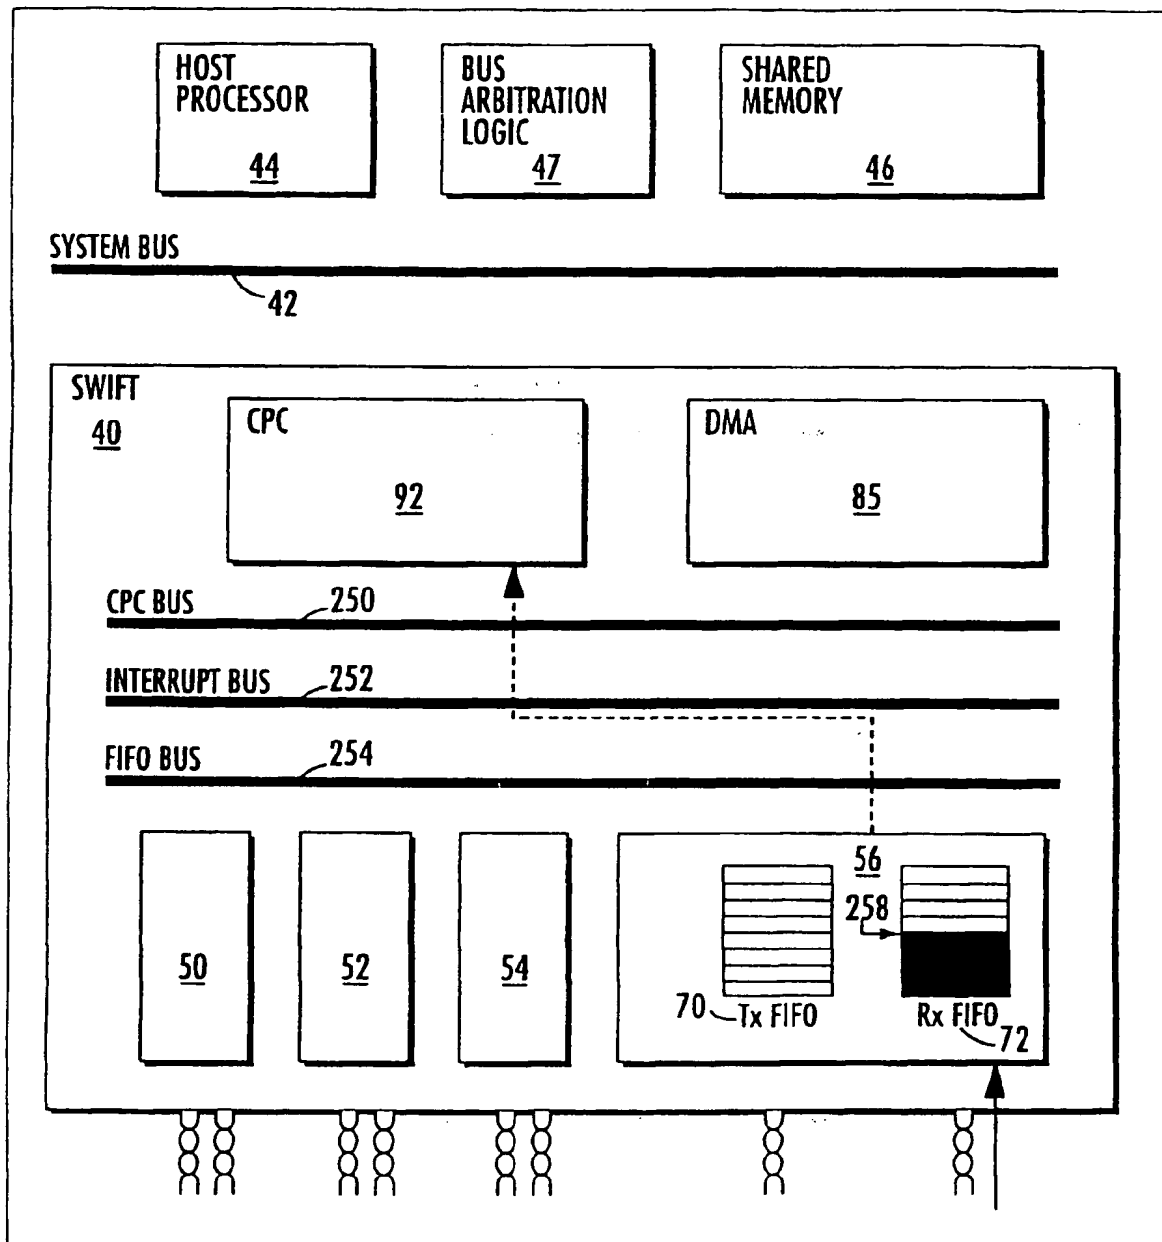 HOST
PROCESSOR
44
BUS
ARBITRATION
LOGIC
47
SHARED
MEMORY
46
SYSTEM BUS
42
SWIFT
40
CPC
92
DMA
85
CPC BUS
250
INTERRUPT BUS
252
FIFO BUS
254
50
52
54
56
258
70
Tx FIFO
Rx FIFO
72